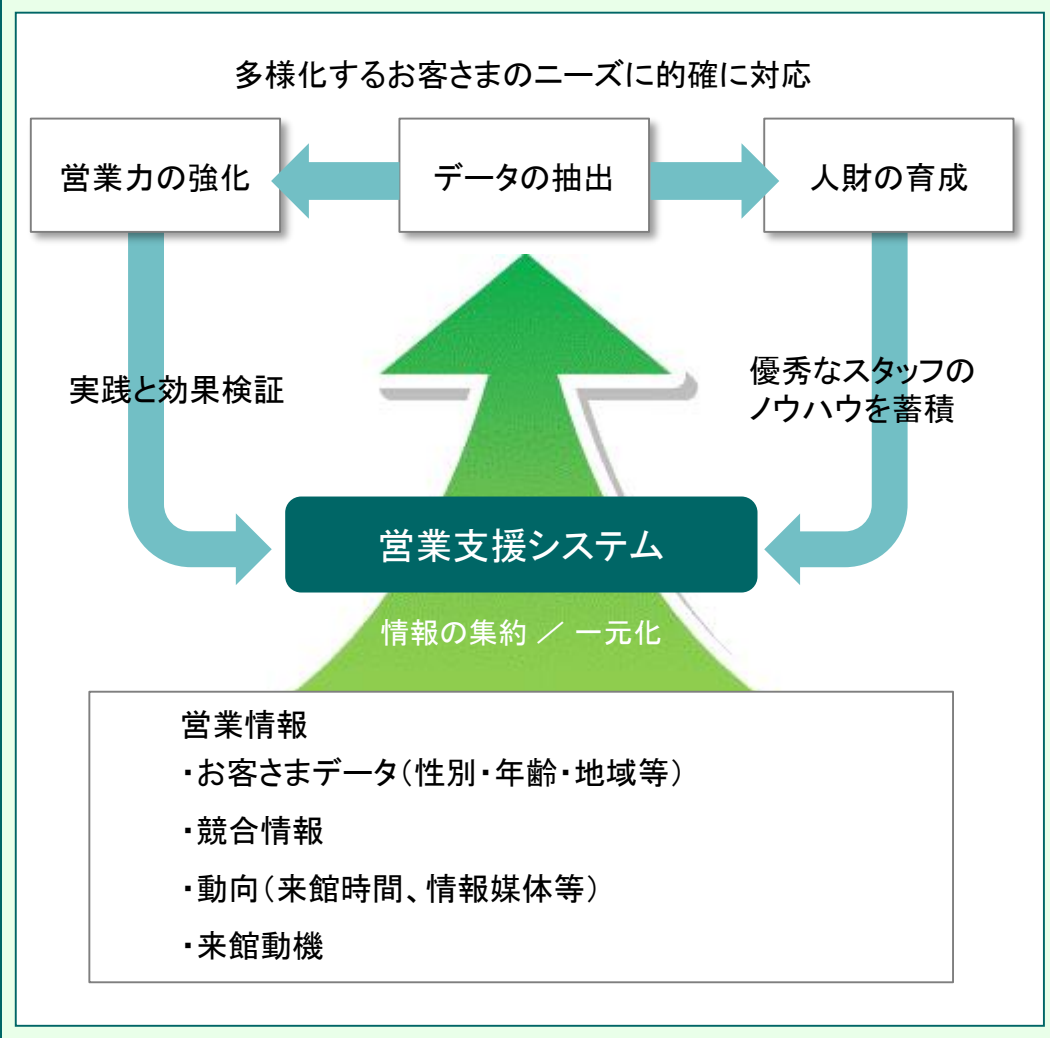 多様化するお客さまのニーズに的確に対応
営業力の強化
データの抽出
人財の育成
実践と効果検証
優秀なスタッフの
ノウハウを蓄積
営業支援システム
情報の集約 ／ 一元化
営業情報
・お客さまデータ（性別・年齢・地域等）
・競合情報
・動向（来館時間、情報媒体等）
・来館動機